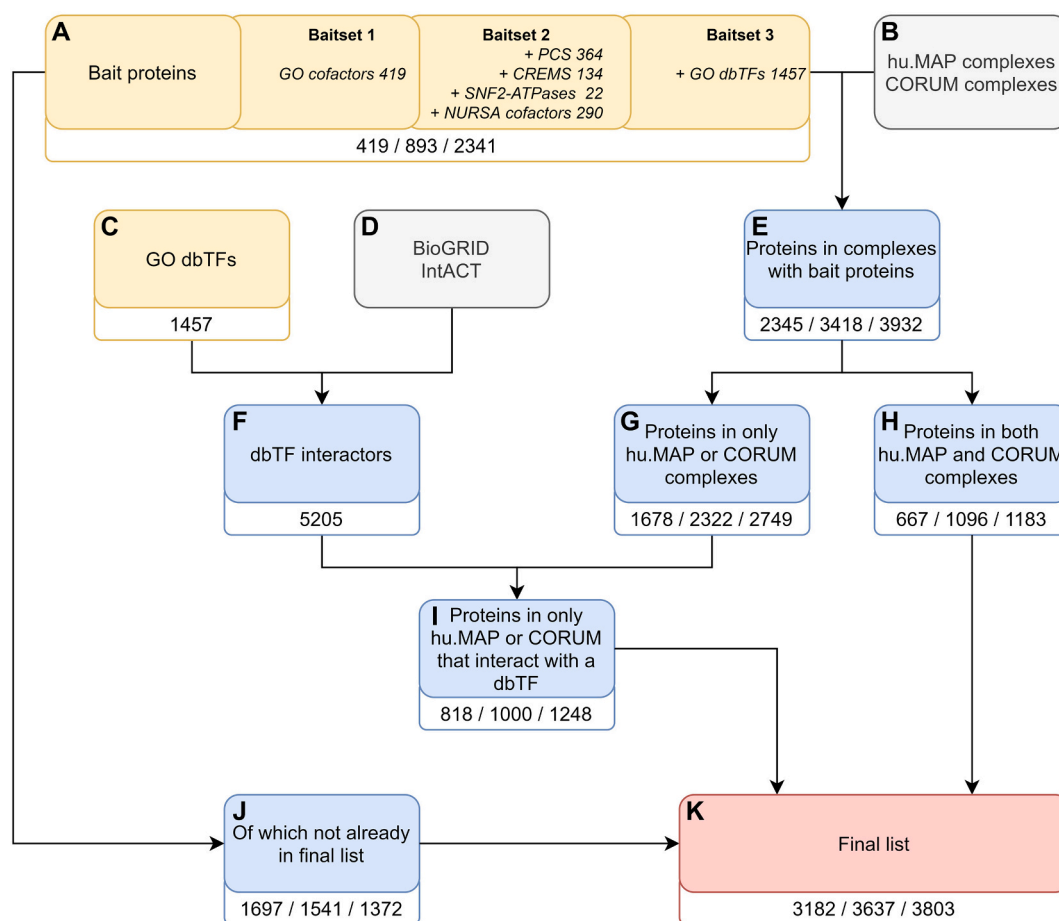 A
Bait proteins
Baitset 1
GO cofactors 419
Baitset 2
+ PCS 364
+ CREMS 134
+ SNF2-ATPases 22
+ NURSA cofactors 290
Baitset 3
+ GO dbTFs 1457
419 / 893 / 2341
B
hu.MAP complexes
CORUM complexes
C
GO dbTFs
1457
D
BioGRID
IntACT
E
Proteins in complexes
with bait proteins
2345 / 3418 / 3932
F
dbTF interactors
5205
G
Proteins in only
hu.MAP or CORUM
complexes
1678 / 2322 / 2749
H
Proteins in both
hu.MAP and CORUM
complexes
667 / 1096 / 1183
I
Proteins in only
hu.MAP or CORUM
that interact with a
dbTF
818 / 1000 / 1248
J
Of which not already
in final list
1697 / 1541 / 1372
K
Final list
3182 / 3637 / 3803